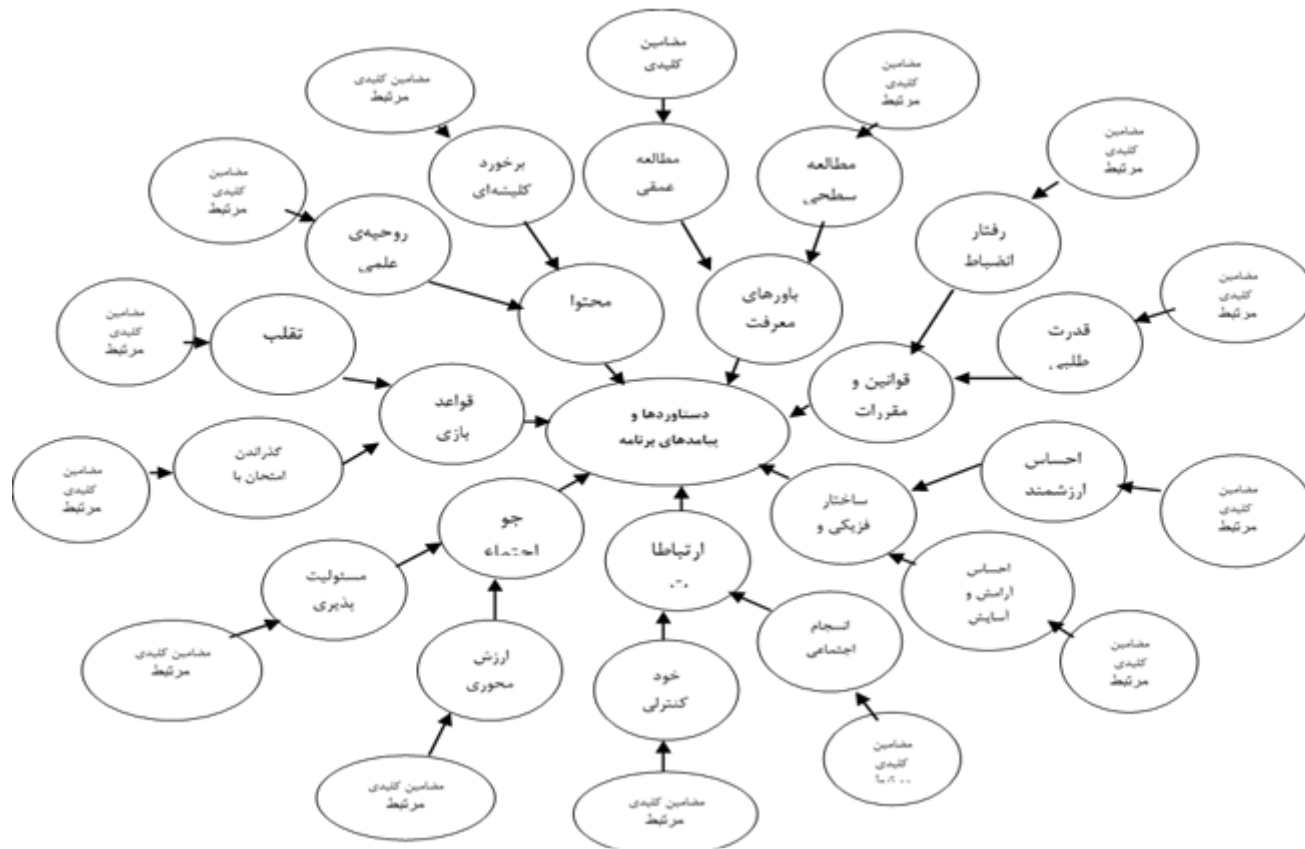 مضامین
کلیدی
مضامین کلیدی
مرتبط
مضامین
کلیدی
مرتبط
مضامین
کلیدی
مرتبط
برخورد
کلیشه‌ای
مطالعه
عمقی
مطالعه
سطحی
مضامین
کلیدی
مرتبط
روحیه‌ی
علمی
رفتار
انضباط
محتوا
باورهای
معرفت
مضامین
کلیدی
مرتبط
مضامین
کلیدی
مرتبط
تقلب
قدرت
طلبی
قوانین و
مقررات
قواعد
بازی
دستاوردها و
پیامدهای برنامه
مضامین
کلیدی
مرتبط
گذراندن
امتحان با
احساس
ارزشمند
مضامین
کلیدی
مرتبط
ساختار
فزیکی و
جو
ارتباطا
مسئولیت
پذیری
احساس
آرامش و
آسایش
انسجام
اجتماعی
مضامین کلیدی
مرتبط
ارزش
محوری
خود
کنترلی
مضامین
کلیدی
مرتبط
مضامین
کلیدی
مضامین کلیدی
مرتبط
مضامین کلیدی
مرتبط